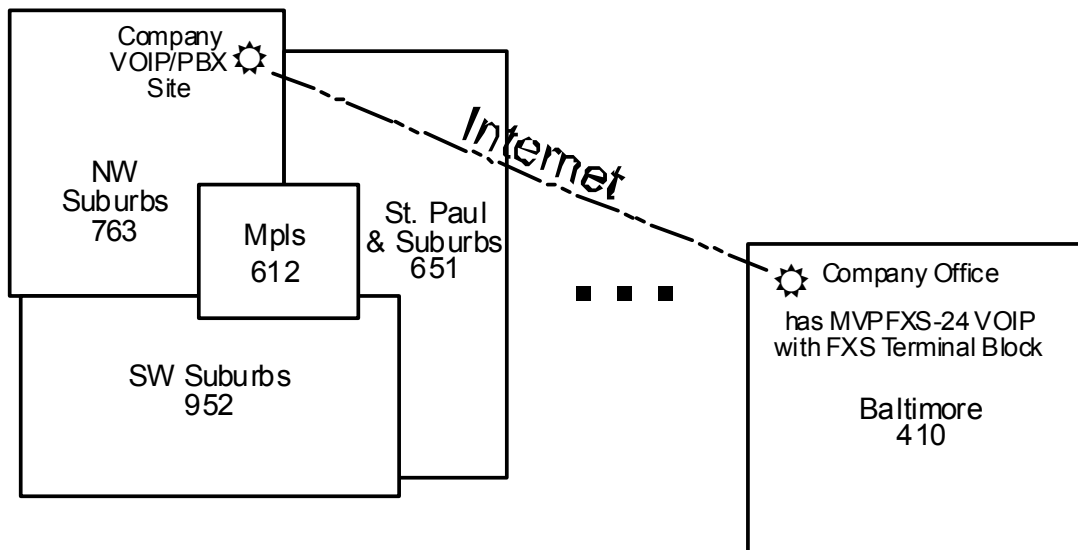 Company
VOIP/PBX
Site
NW
Suburbs
763
Mpls
612
St. Paul
& Suburbs
651
SW Suburbs
952
Internet
Company Office
has MVPFXS-24 VOIP
with FXS Terminal Block
Baltimore
410